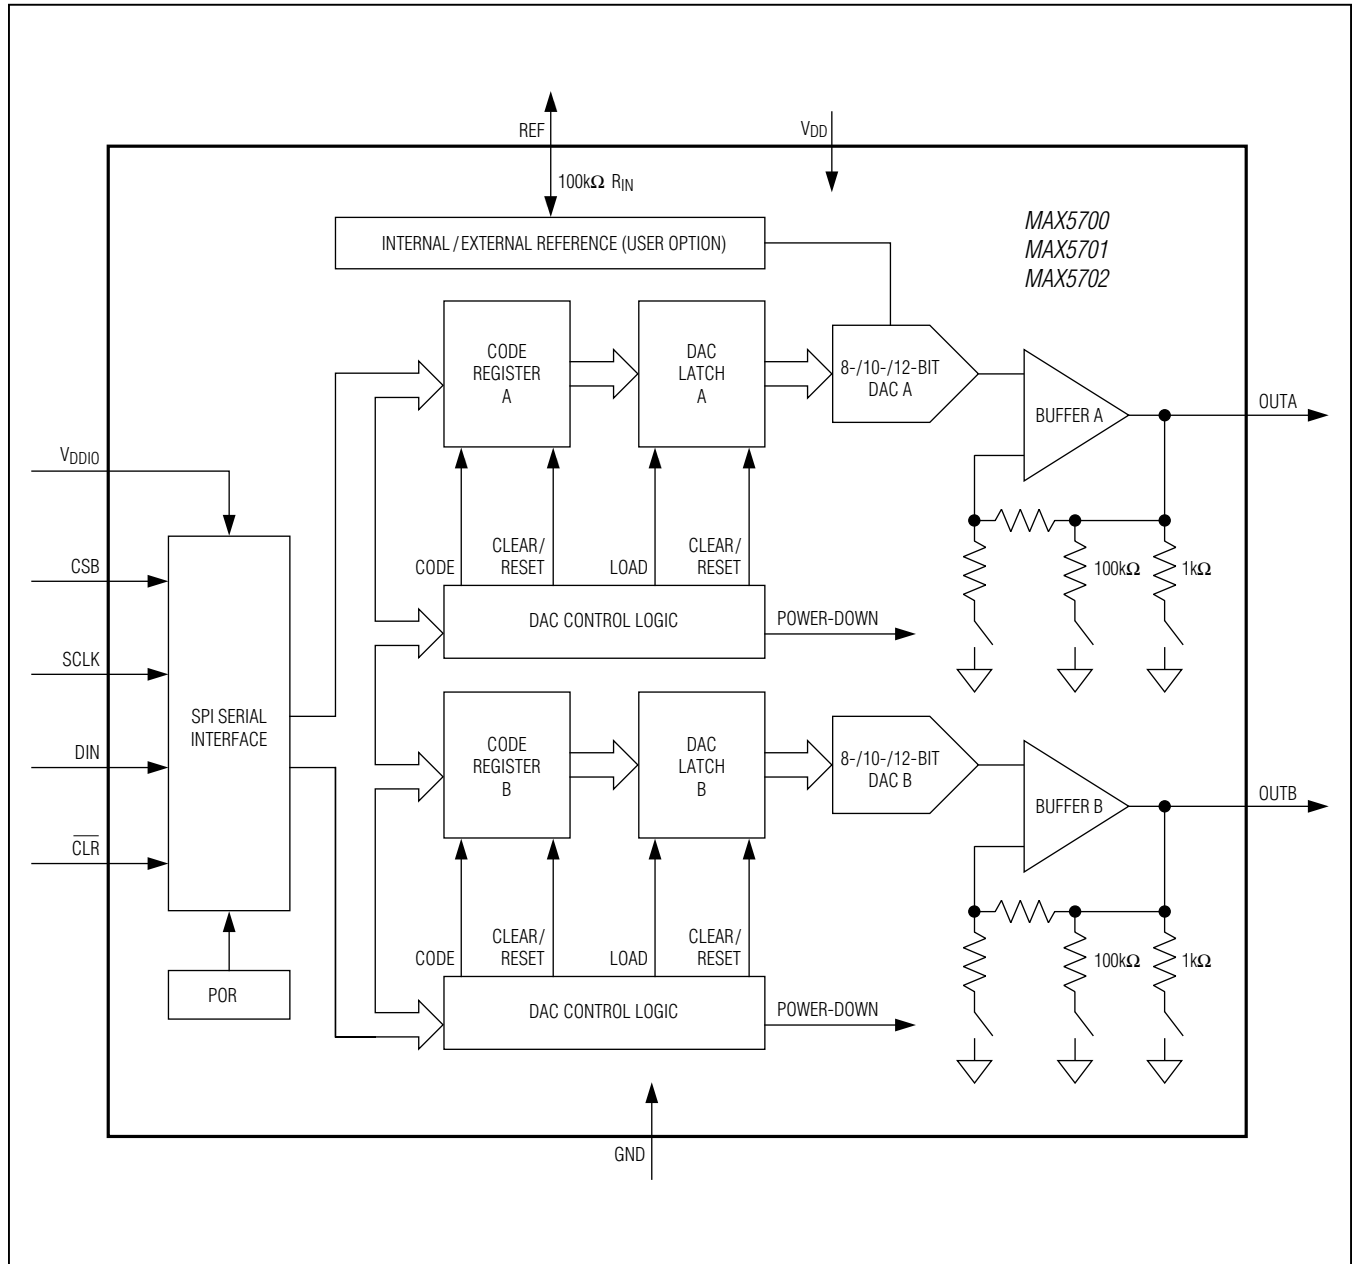 REF
VDD
100kΩ RIN
INTERNAL/EXTERNAL REFERENCE (USER OPTION)
MAX5700
MAX5701
MAX5702
CODE
REGISTER
A
DAC
LATCH
A
8-/10-/12-BIT
DAC A
BUFFER A
OUTA
VDDIO
CSB
SCLK
DIN
CLR
SPI SERIAL
INTERFACE
POR
CODE
CLEAR/
RESET
LOAD
CLEAR/
RESET
100kΩ
1kΩ
DAC CONTROL LOGIC
POWER-DOWN
CODE
REGISTER
B
DAC
LATCH
B
8-/10-/12-BIT
DAC B
BUFFER B
OUTB
CODE
CLEAR/
RESET
LOAD
CLEAR/
RESET
100kΩ
1kΩ
DAC CONTROL LOGIC
POWER-DOWN
GND